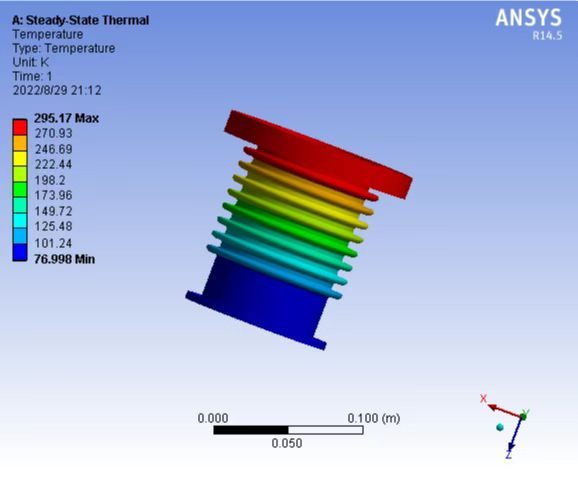 A: Steady-State Thermal
Temperature
Type: Temperature
Unit: K
Time: 1
2022/8/29 21:12
ANSYS
R14.5
295.17 Max
270.93
246.69
222.44
198.2
173.96
149.72
125.48
101.24
76.998 Min
0.000
0.100 (m)
0.050
X
Y
Z